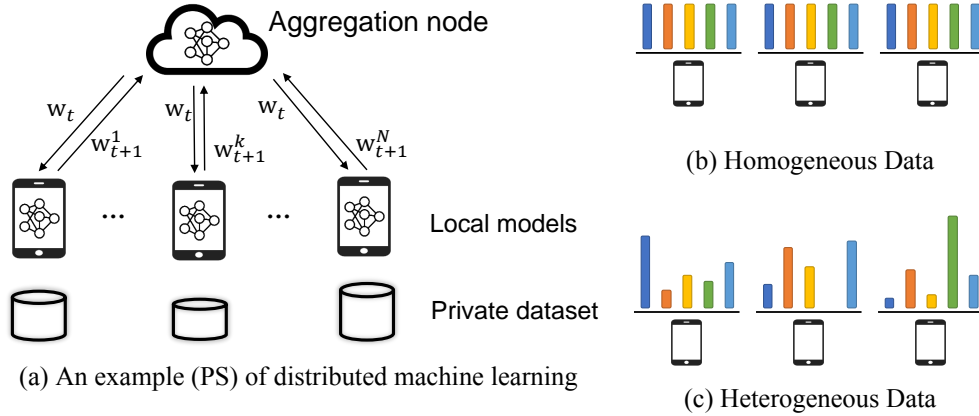 Aggregation node
w_t
w_{t+1}^1
w_t
w_{t+1}^k
w_t
w_{t+1}^N
... ...
Local models
Private dataset
(a) An example (PS) of distributed machine learning
(b) Homogeneous Data
(c) Heterogeneous Data